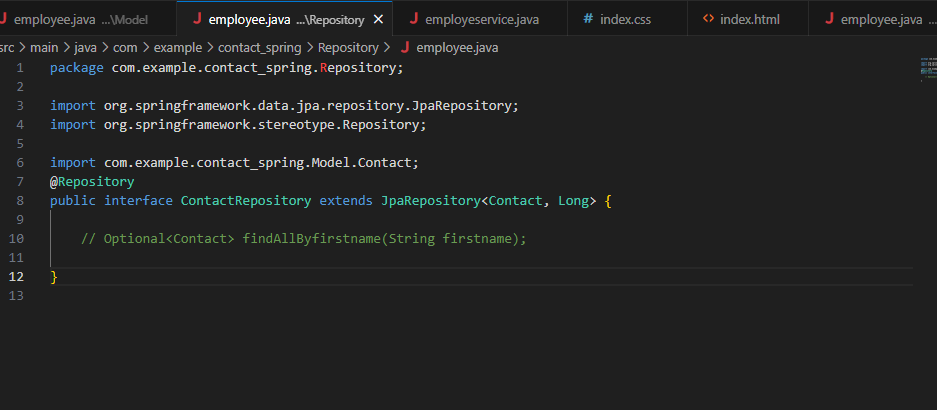 employee.java ...\Model
employee.java ...\Repository
employeservice.java
# index.css
<> index.html
employee.java ...
src > main > java > com > example > contact_spring > Repository > J employee.java
1 package com.example.contact_spring.Repository;
2
3 import org.springframework.data.jpa.repository.JpaRepository;
4 import org.springframework.stereotype.Repository;
5
6 import com.example.contact_spring.Model.Contact;
7 @Repository
8 public interface ContactRepository extends JpaRepository<Contact, Long> {
9
10 // Optional<Contact> findAllByfirstname(String firstname);
11
12 }
13